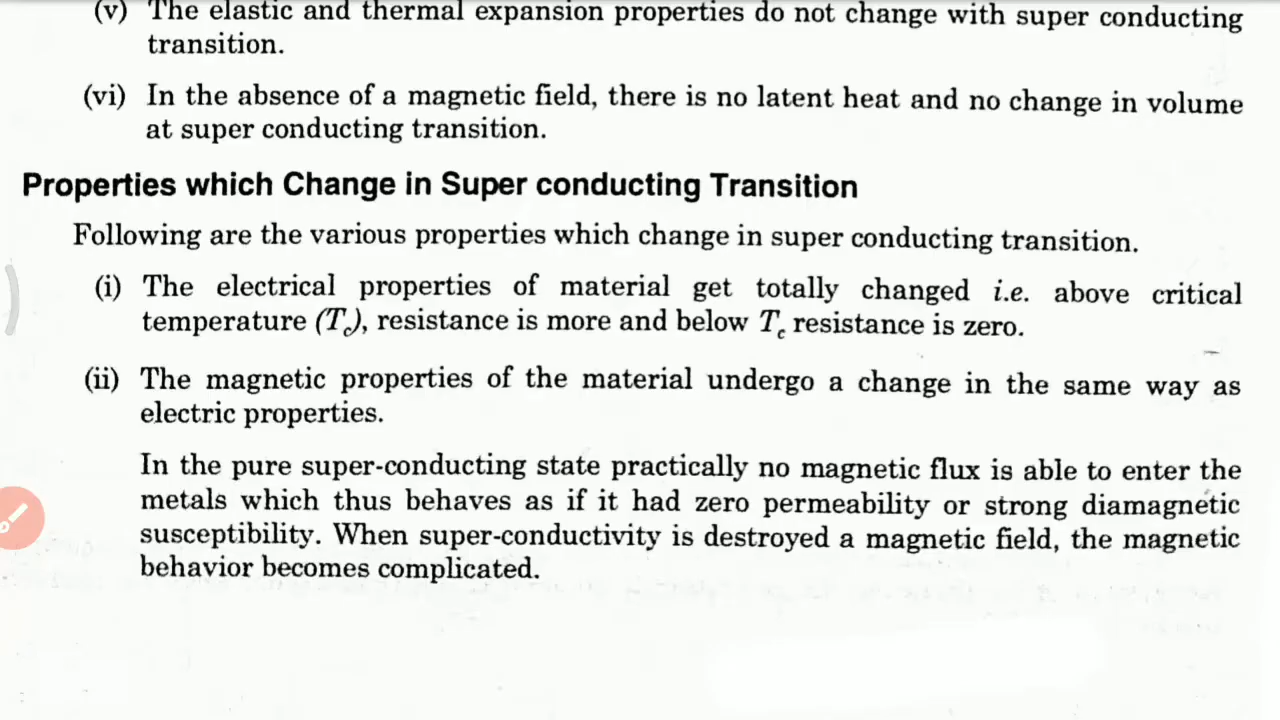 (v) The elastic and thermal expansion properties do not change with super conducting
transition.
(vi) In the absence of a magnetic field, there is no latent heat and no change in volume
at super conducting transition.
Properties which Change in Super conducting Transition
Following are the various properties which change in super conducting transition.
(i) The electrical properties of material get totally changed i.e. above critical
temperature (Tc), resistance is more and below Tc resistance is zero.
(ii) The magnetic properties of the material undergo a change in the same way as
electric properties.
In the pure super-conducting state practically no magnetic flux is able to enter the
metals which thus behaves as if it had zero permeability or strong diamagnetic
susceptibility. When super-conductivity is destroyed a magnetic field, the magnetic
behavior becomes complicated.